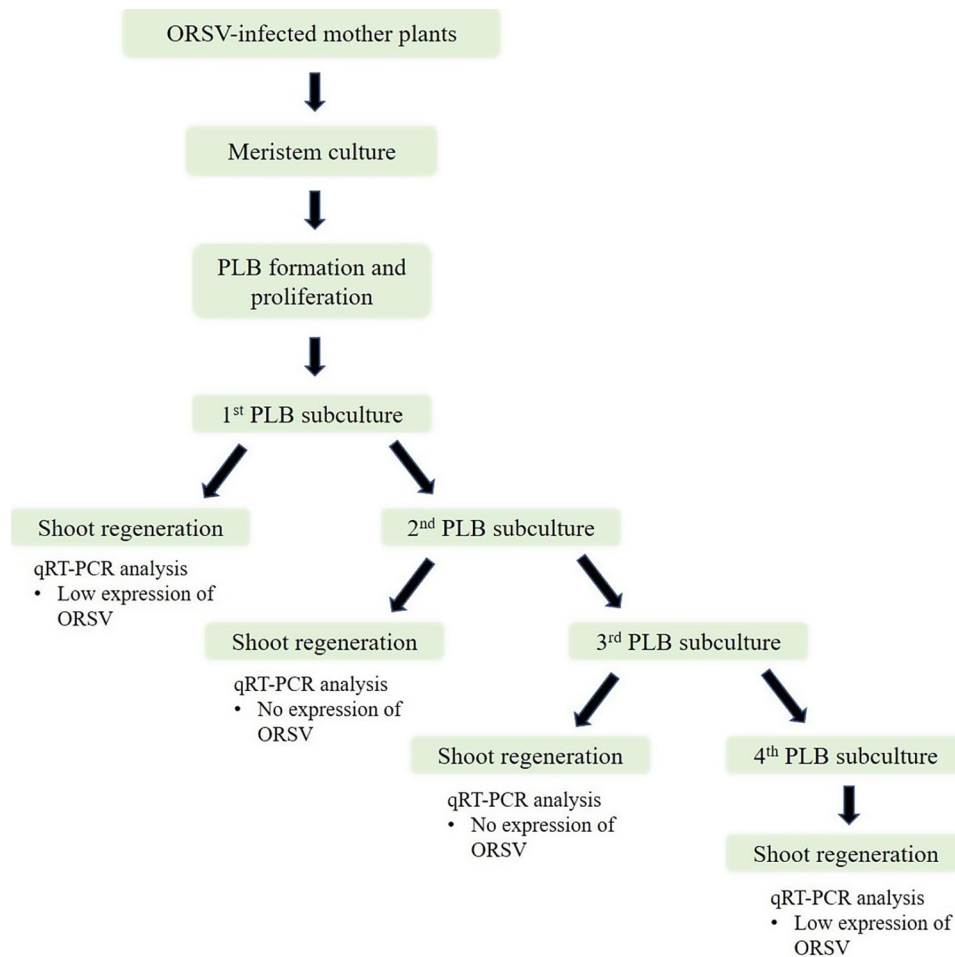 ORSV-infected mother plants
Meristem culture
PLB formation and
proliferation
1st PLB subculture
Shoot regeneration
qRT-PCR analysis
• Low expression of
ORSV
2nd PLB subculture
Shoot regeneration
qRT-PCR analysis
• No expression of
ORSV
3rd PLB subculture
Shoot regeneration
qRT-PCR analysis
• No expression of
ORSV
4th PLB subculture
Shoot regeneration
qRT-PCR analysis
• Low expression of
ORSV